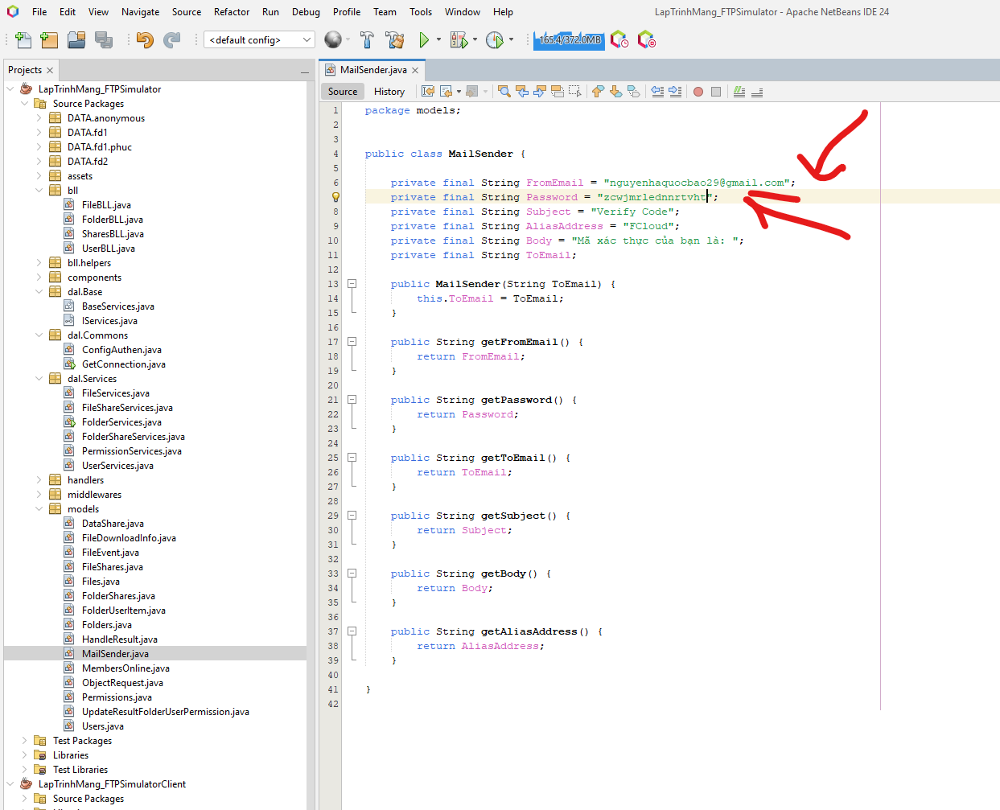 File Edit View Navigate Source Refactor Run Debug Profile Team Tools Window Help LapTrinhMang_FTPSimulator - Apache NetBeans IDE 24
<default config> 165.4/372.0MB
Projects
LapTrinhMang_FTPSimulator
Source Packages
DATA.anonymous
DATA.fd1
DATA.fd1.phuc
DATA.fd2
assets
bll
FileBLL.java
FolderBLL.java
SharesBLL.java
UserBLL.java
bll.helpers
components
dal.Base
BaseServices.java
IServices.java
dal.Commons
ConfigAuthen.java
GetConnection.java
dal.Services
FileServices.java
FileShareServices.java
FolderServices.java
FolderShareServices.java
PermissionServices.java
UserServices.java
handlers
middlewares
models
DataShare.java
FileDownloadInfo.java
FileEvent.java
FileShares.java
Files.java
FolderShares.java
FolderUserItem.java
Folders.java
HandleResult.java
MailSender.java
MembersOnline.java
ObjectRequest.java
Permissions.java
UpdateResultFolderUserPermission.java
Users.java
Test Packages
Libraries
Test Libraries
LapTrinhMang_FTPSimulatorClient
Source Packages
MailSender.java
Source History
1 package models;
2
3
4 public class MailSender {
5
6 private final String FromEmail = "nguyenhaquocbao29@gmail.com";
private final String Password = "zcwjmrlednnrtvht";
8 private final String Subject = "Verify Code";
9 private final String AliasAddress = "FCloud";
10 private final String Body = "Mã xác thực của bạn là: ";
11 private final String ToEmail;
12
13 public MailSender(String ToEmail) {
14 this.ToEmail = ToEmail;
15 }
16
17 public String getFromEmail() {
18 return FromEmail;
19 }
20
21 public String getPassword() {
22 return Password;
23 }
24
25 public String getToEmail() {
26 return ToEmail;
27 }
28
29 public String getSubject() {
30 return Subject;
31 }
32
33 public String getBody() {
34 return Body;
35 }
36
37 public String getAliasAddress() {
38 return AliasAddress;
39 }
40
41 }
42